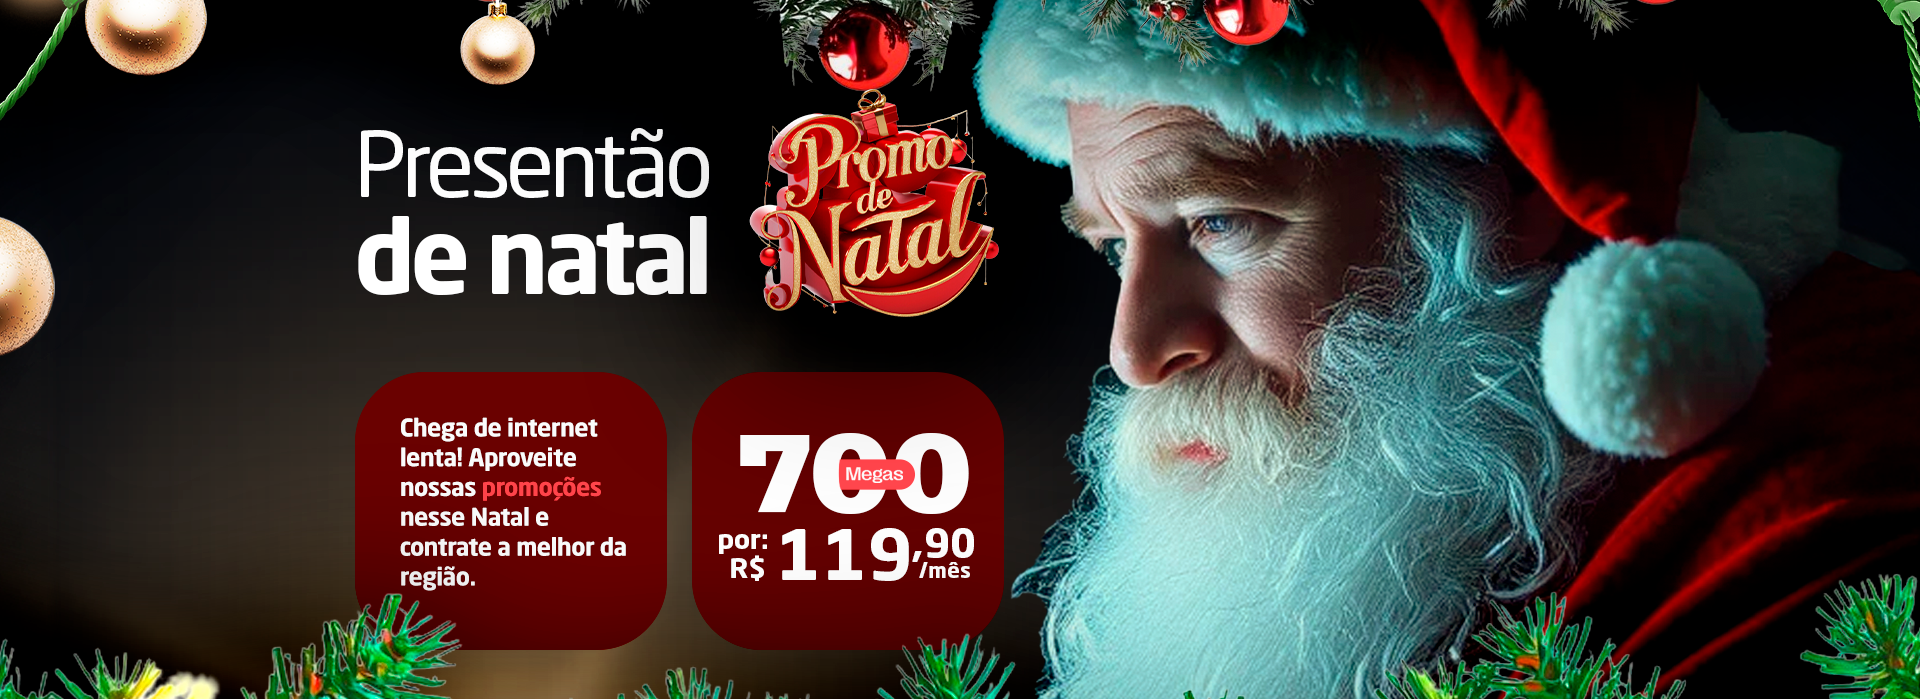 Presentão
de natal
Promo
de
Natal
Chega de internet
lenta! Aproveite
nossas promoções
nesse Natal e
contrate a melhor da
região.
700
Megas
por:
R$ 119,90
/mês